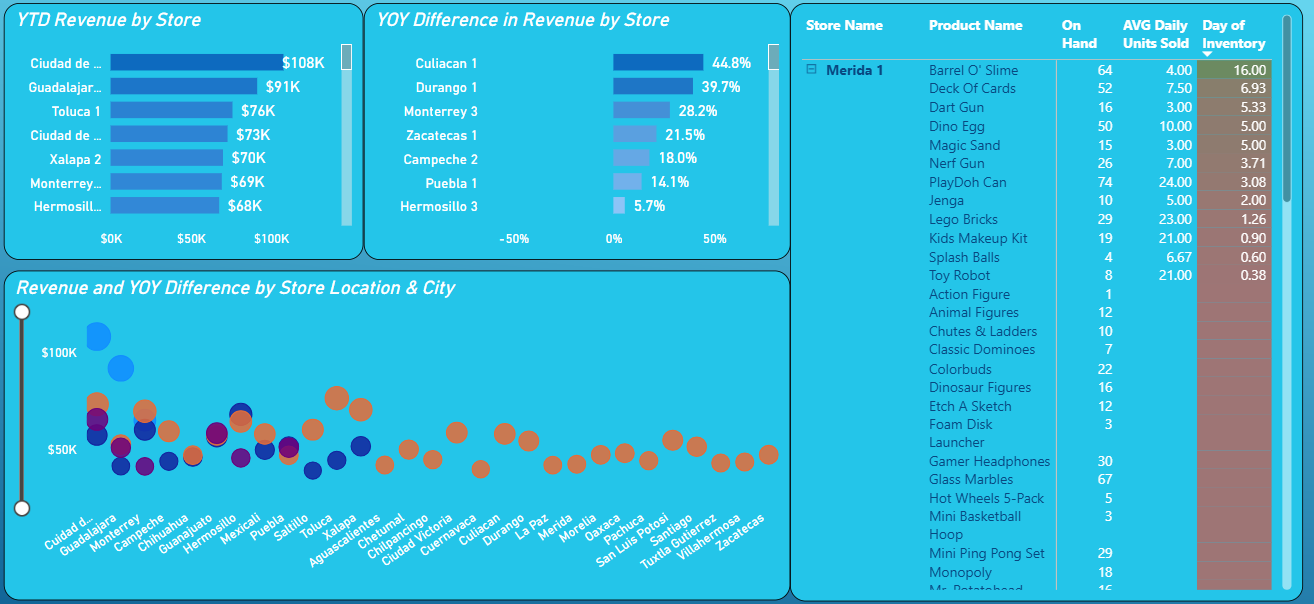 YTD Revenue by Store
Ciudad de ... $108K
Guadalajar... $91K
Toluca 1 $76K
Ciudad de ... $73K
Xalapa 2 $70K
Monterrey... $69K
Hermosill... $68K
$0K $50K $100K
YOY Difference in Revenue by Store
Culiacan 1 44.8%
Durango 1 39.7%
Monterrey 3 28.2%
Zacatecas 1 21.5%
Campeche 2 18.0%
Puebla 1 14.1%
Hermosillo 3 5.7%
-50% 0% 50%
Revenue and YOY Difference by Store Location & City
$100K
$50K
Cuidad d...
Guadalajara
Monterrey
Campeche
Chihuahua
Guanajuato
Hermosillo
Mexicali
Puebla
Saltillo
Toluca
Xalapa
Aguascalientes
Chetumal
Chilpancingo
Ciudad Victoria
Cuernavaca
Culiacan
Durango
La Paz
Merida
Morelia
Oaxaca
Pachuca
San Luis Potosi
Santiago
Tuxtla Gutierrez
Villahermosa
Zacatecas
Store Name Product Name On Hand AVG Daily Units Sold Day of Inventory
Merida 1 Barrel O' Slime 64 4.00 16.00
Deck Of Cards 52 7.50 6.93
Dart Gun 16 3.00 5.33
Dino Egg 50 10.00 5.00
Magic Sand 15 3.00 5.00
Nerf Gun 26 7.00 3.71
PlayDoh Can 74 24.00 3.08
Jenga 10 5.00 2.00
Lego Bricks 29 23.00 1.26
Kids Makeup Kit 19 21.00 0.90
Splash Balls 4 6.67 0.60
Toy Robot 8 21.00 0.38
Action Figure 1
Animal Figures 12
Chutes & Ladders 10
Classic Dominoes 7
Colorbuds 22
Dinosaur Figures 16
Etch A Sketch 12
Foam Disk 3
Launcher
Gamer Headphones 30
Glass Marbles 67
Hot Wheels 5-Pack 5
Mini Basketball 3
Hoop
Mini Ping Pong Set 29
Monopoly 18
Mr. Potatohead 16